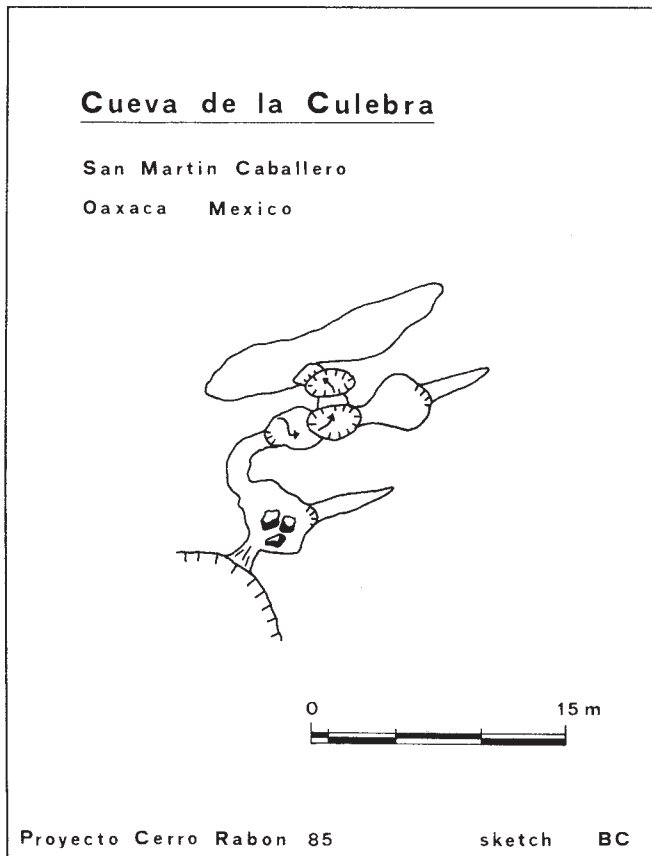 Cueva de la Culebra
San Martin Caballero
Oaxaca Mexico
0 15 m
Proyecto Cerro Rabon 85 sketch BC